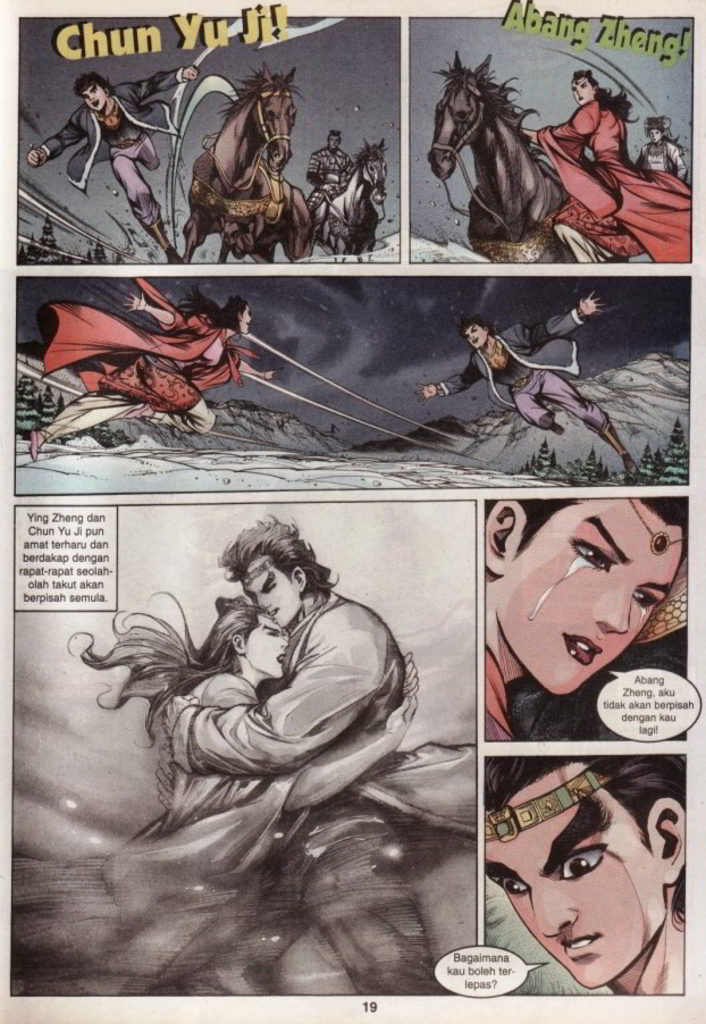 Chun Yu Ji!
Abang Zheng!
Ying Zheng dan
Chun Yu Ji pun
amat terharu dan
berdakap dengan
rapat-rapat seolah-
olah takut akan
berpisah semula.
Abang
Zheng, aku
tidak akan berpisah
dengan kau
lagi!
Bagaimana
kau boleh ter-
lepas?
19